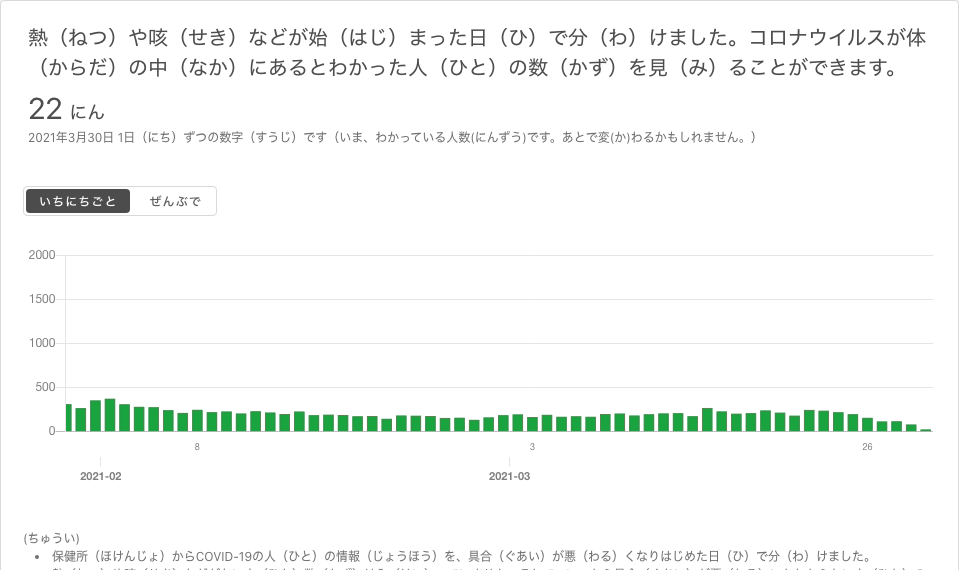 熱（ねつ）や咳（せき）などが始（はじ）まった日（ひ）で分（わ）けました。コロナウイルスが体
（からだ）の中（なか）にあるとわかった人（ひと）の数（かず）を見（み）ることができます。
22 にん
2021年3月30日 1日（にち）ずつの数字（すうじ）です（いま、わかっている人数(にんずう)です。あとで変(か)わるかもしれません。）
いちにちごと ぜんぶで
2000
1500
1000
500
0
8 3 26
2021-02 2021-03
(ちゅうい)
• 保健所（ほけんじょ）からCOVID-19の人（ひと）の情報（じょうほう）を、具合（ぐあい）が悪（わる）くなりはじめた日（ひ）で分（わ）けました。